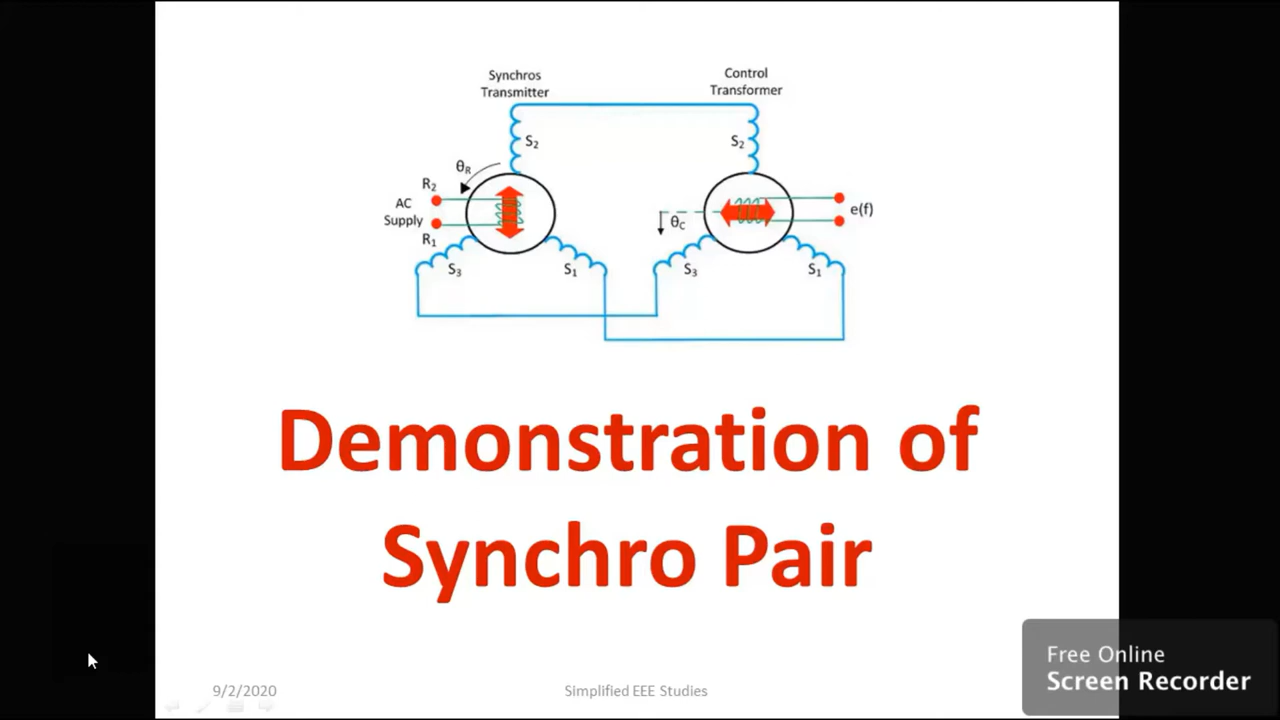 Synchros
Transmitter
Control
Transformer
S2
S2
θR
R2
AC
Supply
R1
θC
e(f)
S3
S1
S3
S1
Demonstration of
Synchro Pair
9/2/2020
Simplified EEE Studies
Free Online
Screen Recorder